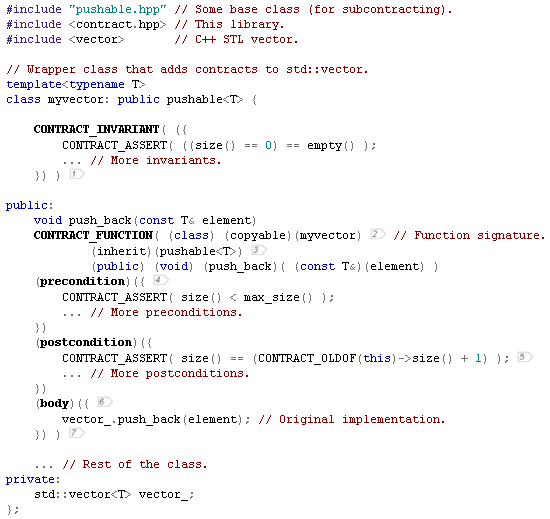 #include "pushable.hpp" // Some base class (for subcontracting).
#include <contract.hpp> // This library.
#include <vector>       // C++ STL vector.

// Wrapper class that adds contracts to std::vector.
template<typename T>
class myvector: public pushable<T> {

    CONTRACT_INVARIANT( ({
        CONTRACT_ASSERT( ((size() == 0) == empty() );
        ... // More invariants.
    }) ) 1

public:
    void push_back(const T& element)
    CONTRACT_FUNCTION( (class) (copyable)(myvector) 2 // Function signature.
            (inherit)(pushable<T>) 3
            (public) (void) (push_back)( (const T&)(element) )
    (precondition)({ 4
        CONTRACT_ASSERT( size() < max_size() );
        ... // More preconditions.
    })
    (postcondition)({
        CONTRACT_ASSERT( size() == (CONTRACT_OLDOF(this)->size() + 1) ); 5
        ... // More postconditions.
    })
    (body)({ 6
        vector_.push_back(element); // Original implementation.
    }) ) 7

    ... // Rest of the class.
private:
    std::vector<T> vector_;
};